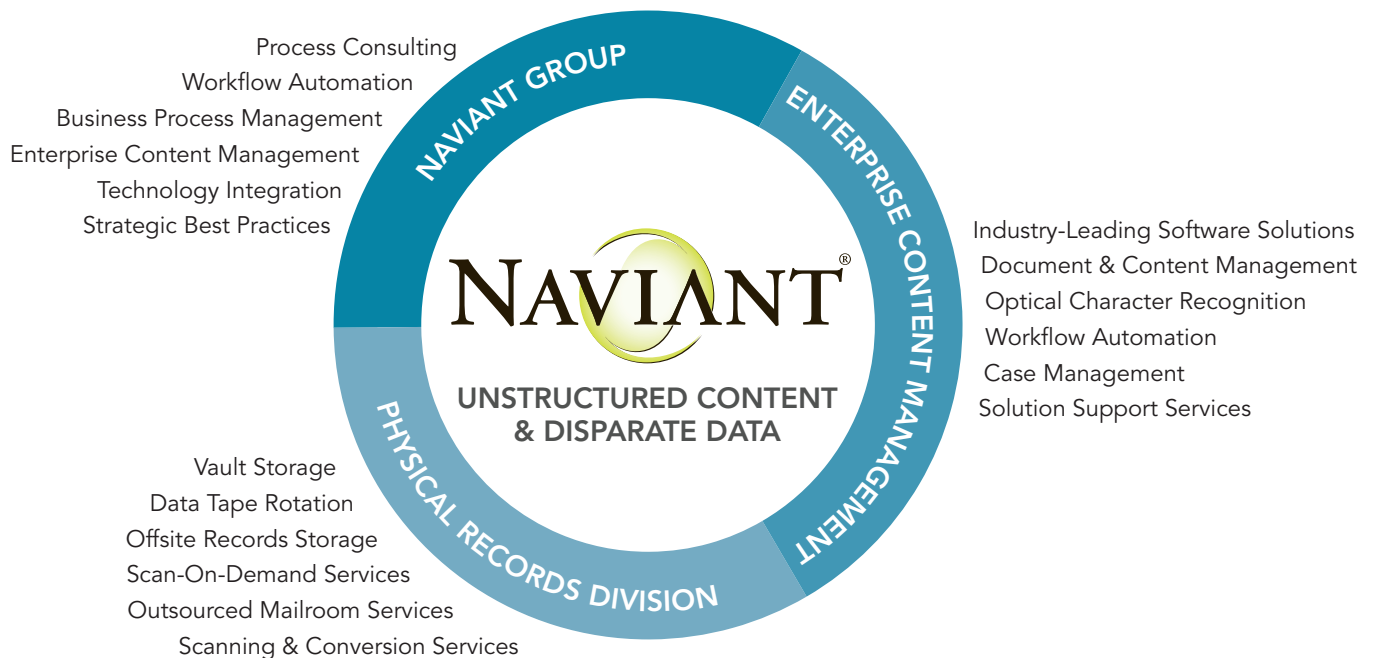 NAVIANT GROUP
Process Consulting
Workflow Automation
Business Process Management
Enterprise Content Management
Technology Integration
Strategic Best Practices
ENTERPRISE CONTENT MANAGEMENT
Industry-Leading Software Solutions
Document & Content Management
Optical Character Recognition
Workflow Automation
Case Management
Solution Support Services
NAVIANT®
UNSTRUCTURED CONTENT
& DISPARATE DATA
PHYSICAL RECORDS DIVISION
Vault Storage
Data Tape Rotation
Offsite Records Storage
Scan-On-Demand Services
Outsourced Mailroom Services
Scanning & Conversion Services